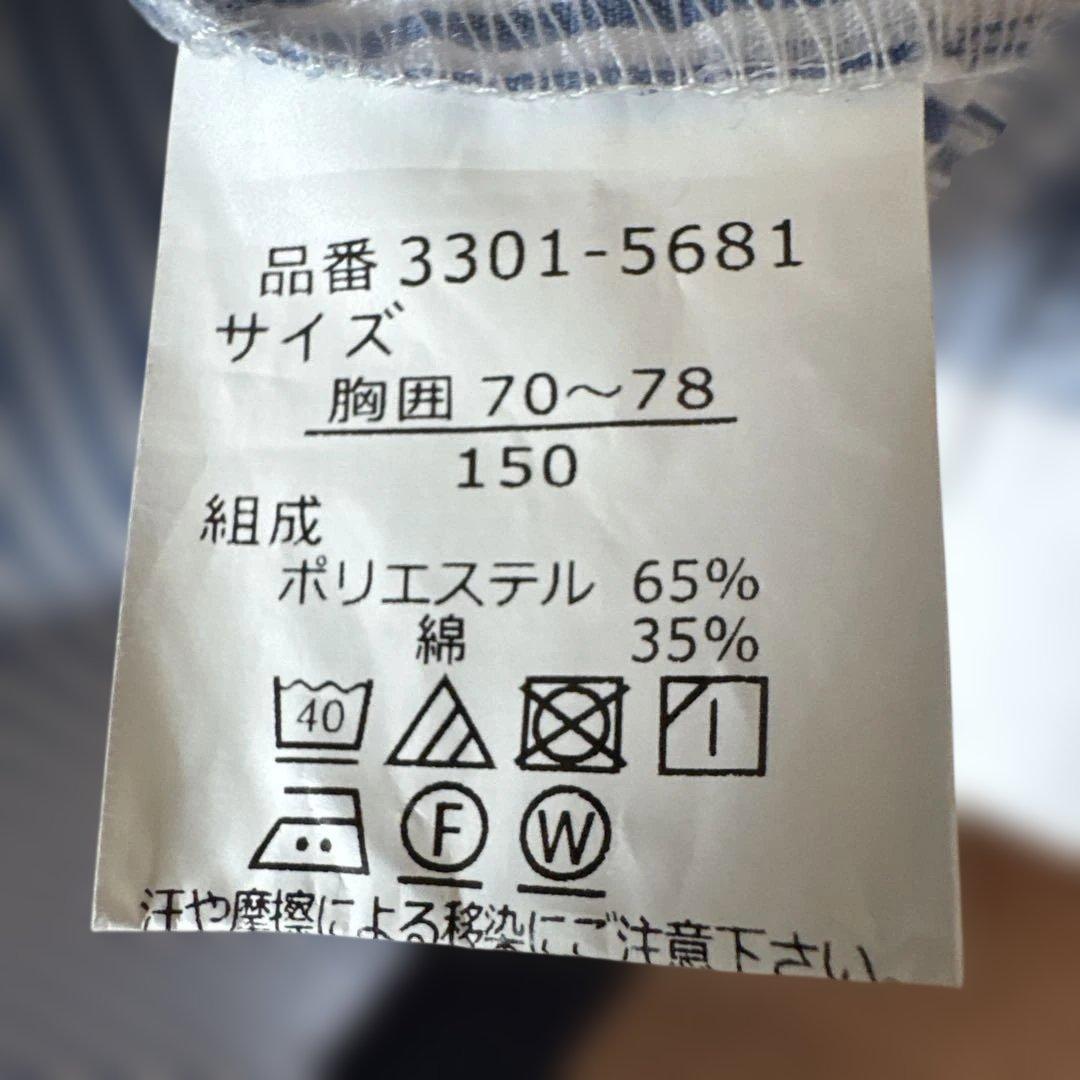 品番 3301-5681
サイズ
胸囲 70～78
150
組成
ポリエステル 65%
綿 35%
40
F W
汗や摩擦による移染にご注意下さい。